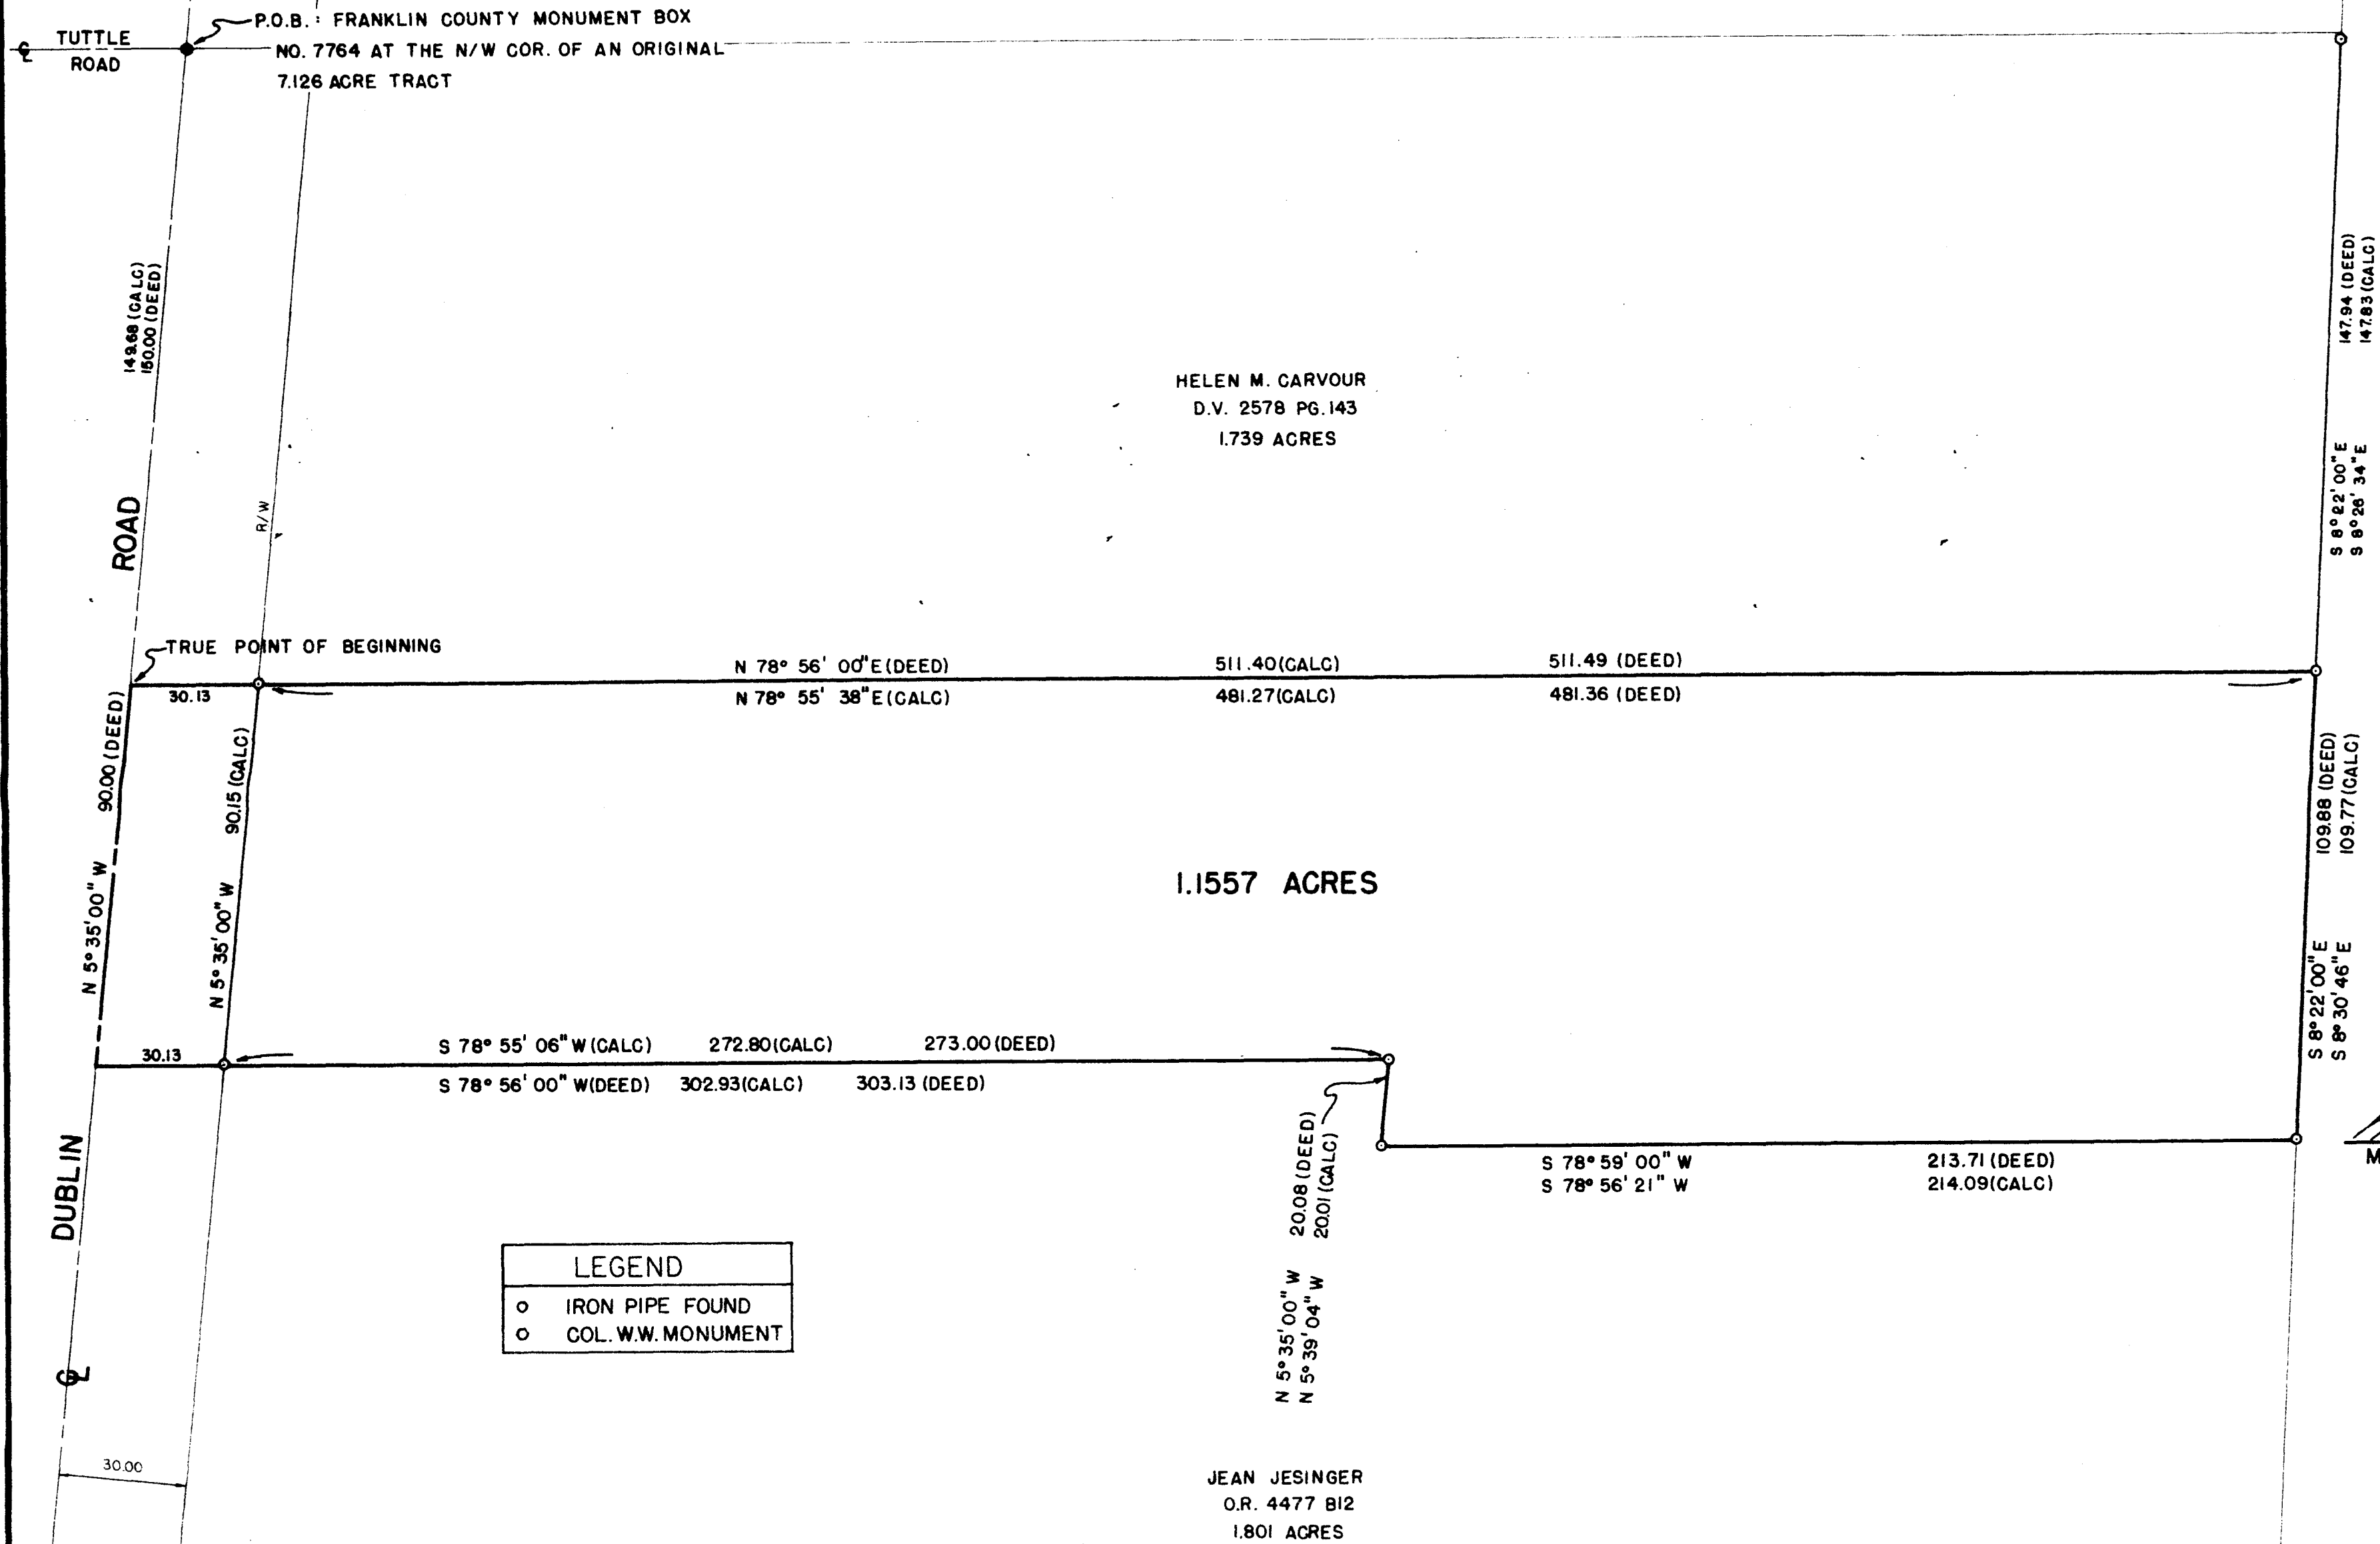 P.O.B.: FRANKLIN COUNTY MONUMENT BOX
NO. 7764 AT THE N/W COR. OF AN ORIGINAL
7.126 ACRE TRACT
℄ TUTTLE
ROAD
149.68 (CALC)
150.00 (DEED)
ROAD
R/W
HELEN M. CARVOUR
D.V. 2578 PG. 143
1.739 ACRES
147.94 (DEED)
147.83 (CALC)
S 8° 22' 00" E
S 8° 26' 34" E
TRUE POINT OF BEGINNING
N 78° 56' 00" E (DEED) 511.40 (CALC) 511.49 (DEED)
30.13 N 78° 55' 38" E (CALC) 481.27 (CALC) 481.36 (DEED)
N 5° 35' 00" W 90.00 (DEED)
N 5° 35' 00" W 90.15 (CALC)
109.88 (DEED)
109.77 (CALC)
S 8° 22' 00" E
S 8° 30' 46" E
1.1557 ACRES
30.13 S 78° 55' 06" W (CALC) 272.80 (CALC) 273.00 (DEED)
S 78° 56' 00" W (DEED) 302.93 (CALC) 303.13 (DEED)
N 5° 35' 00" W 20.08 (DEED)
N 5° 39' 04" W 20.01 (CALC)
S 78° 59' 00" W 213.71 (DEED)
S 78° 56' 21" W 214.09 (CALC)
M
DUBLIN
℄
30.00
LEGEND
IRON PIPE FOUND
COL. W.W. MONUMENT
JEAN JESINGER
O.R. 4477 B12
1.801 ACRES